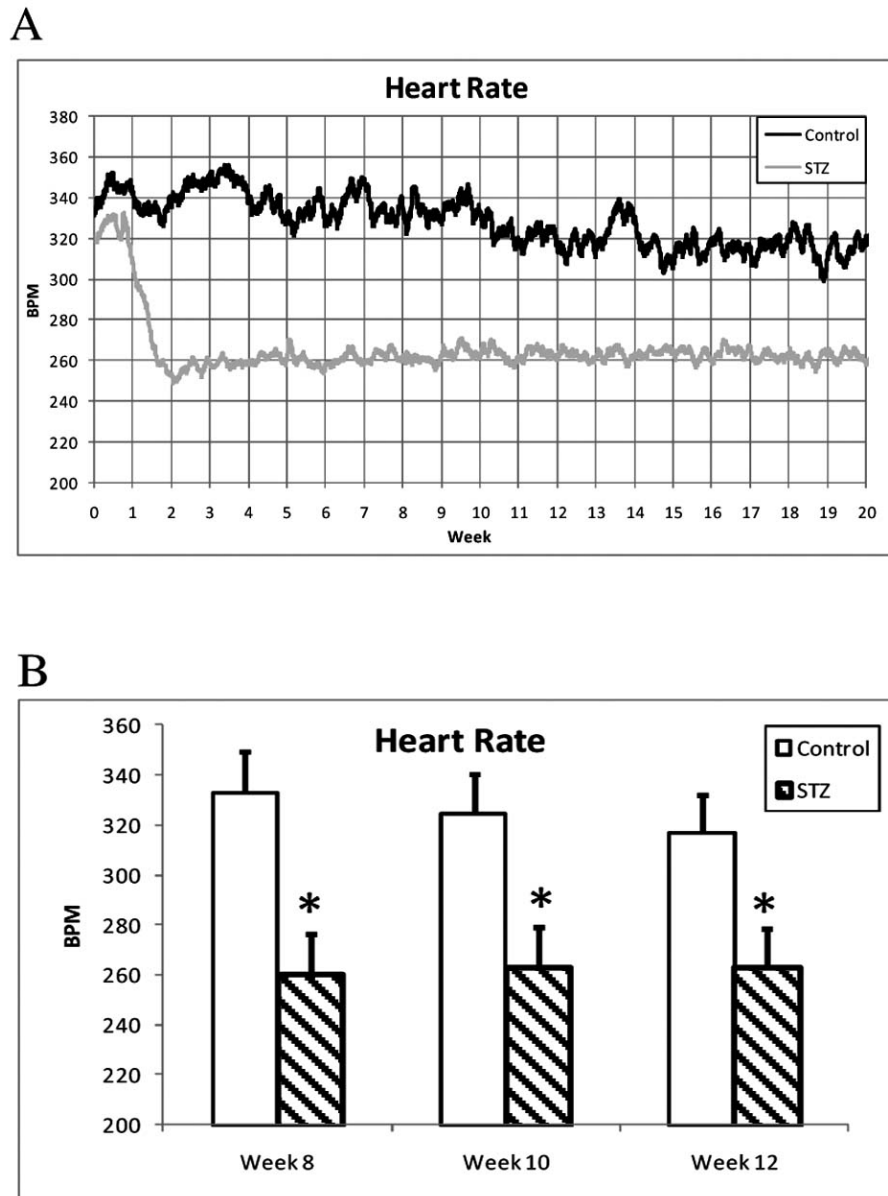 A
Heart Rate
380
360
340
320
300
260
260
240
220
200
BPM
Control
STZ
0 1 2 3 4 5 6 7 8 9 10 11 12 13 14 15 16 17 18 19 20
Week
B
Heart Rate
360
340
320
300
280
260
240
220
200
BPM
Control
STZ
* * *
Week 8 Week 10 Week 12